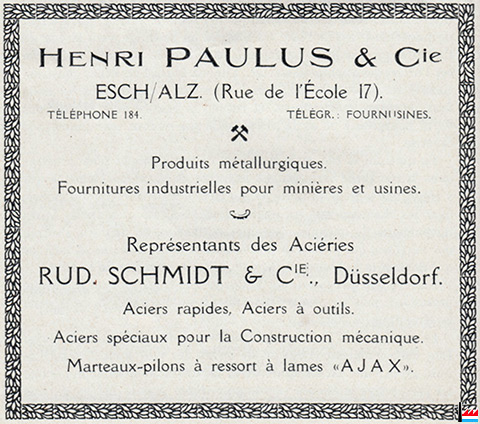 HENRI PAULUS & Cie
ESCH/ALZ. (Rue de l'École 17).
TÉLÉPHONE 184. TÉLÉGR.: FOURNUSINES.
Produits métallurgiques.
Fournitures industrielles pour minières et usines.
Représentants des Aciéries
RUD. SCHMIDT & CIE., Düsseldorf.
Aciers rapides, Aciers à outils.
Aciers spéciaux pour la Construction mécanique.
Marteaux-pilons à ressort à lames «AJAX».